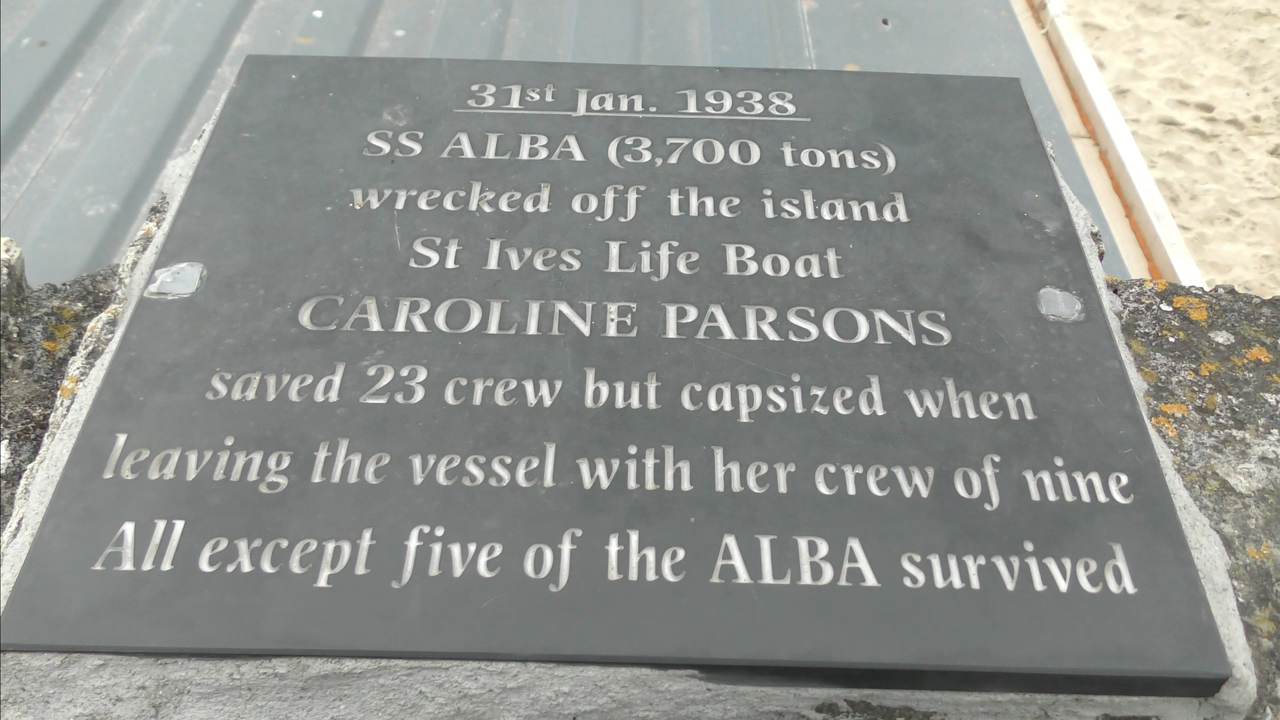 31st Jan. 1938
SS ALBA (3,700 tons)
wrecked off the island
St Ives Life Boat
CAROLINE PARSONS
saved 23 crew but capsized when
leaving the vessel with her crew of nine
All except five of the ALBA survived